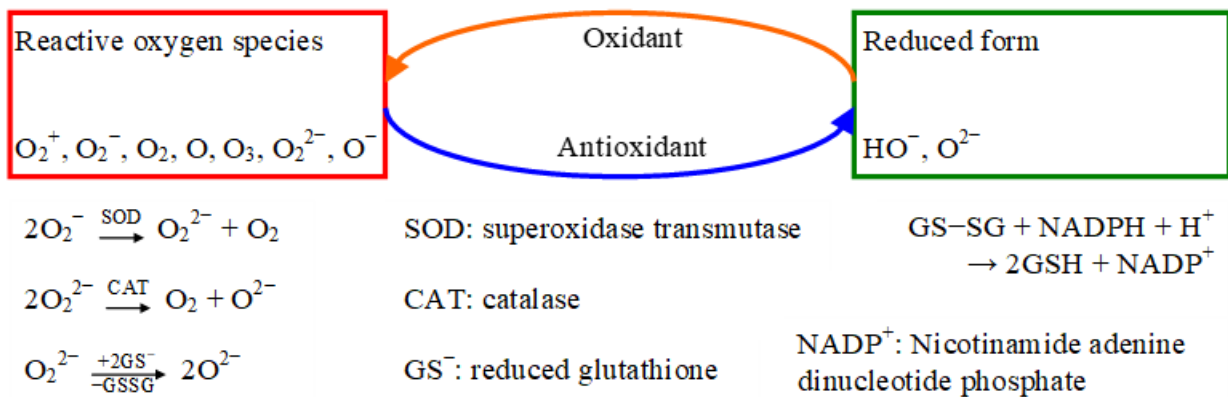 Reactive oxygen species
Oxidant
Reduced form
O₂⁺, O₂⁻, O₂, O, O₃, O₂²⁻, O⁻
Antioxidant
HO⁻, O²⁻
2O₂⁻ —SOD→ O₂²⁻ + O₂
SOD: superoxidase transmutase
GS−SG + NADPH + H⁺
→ 2GSH + NADP⁺
2O₂²⁻ —CAT→ O₂ + O²⁻
CAT: catalase
O₂²⁻ —+2GS⁻ −GSSG→ 2O²⁻
GS⁻: reduced glutathione
NADP⁺: Nicotinamide adenine
dinucleotide phosphate